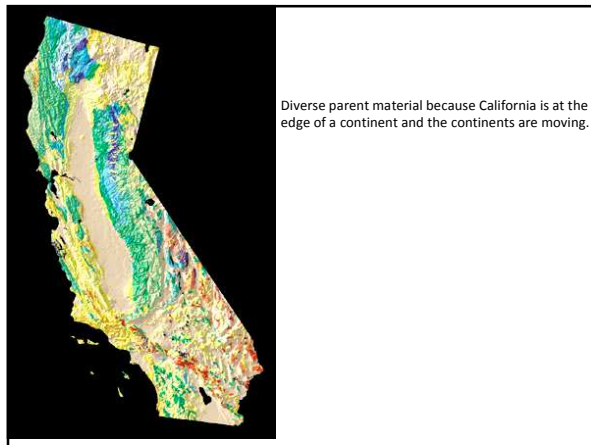 Diverse parent material because California is at the
edge of a continent and the continents are moving.